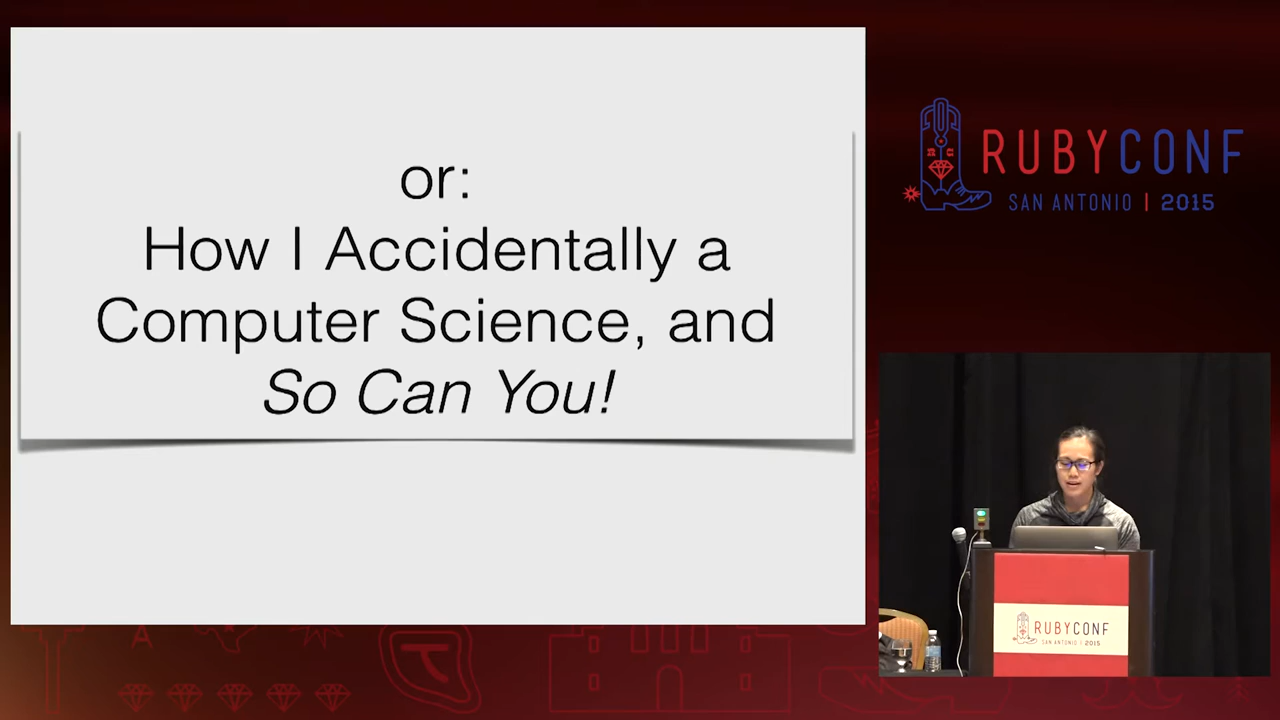 or:
How I Accidentally a
Computer Science, and
So Can You!
RUBYCONF
SAN ANTONIO | 2015
RUBYCONF
SAN ANTONIO | 2015